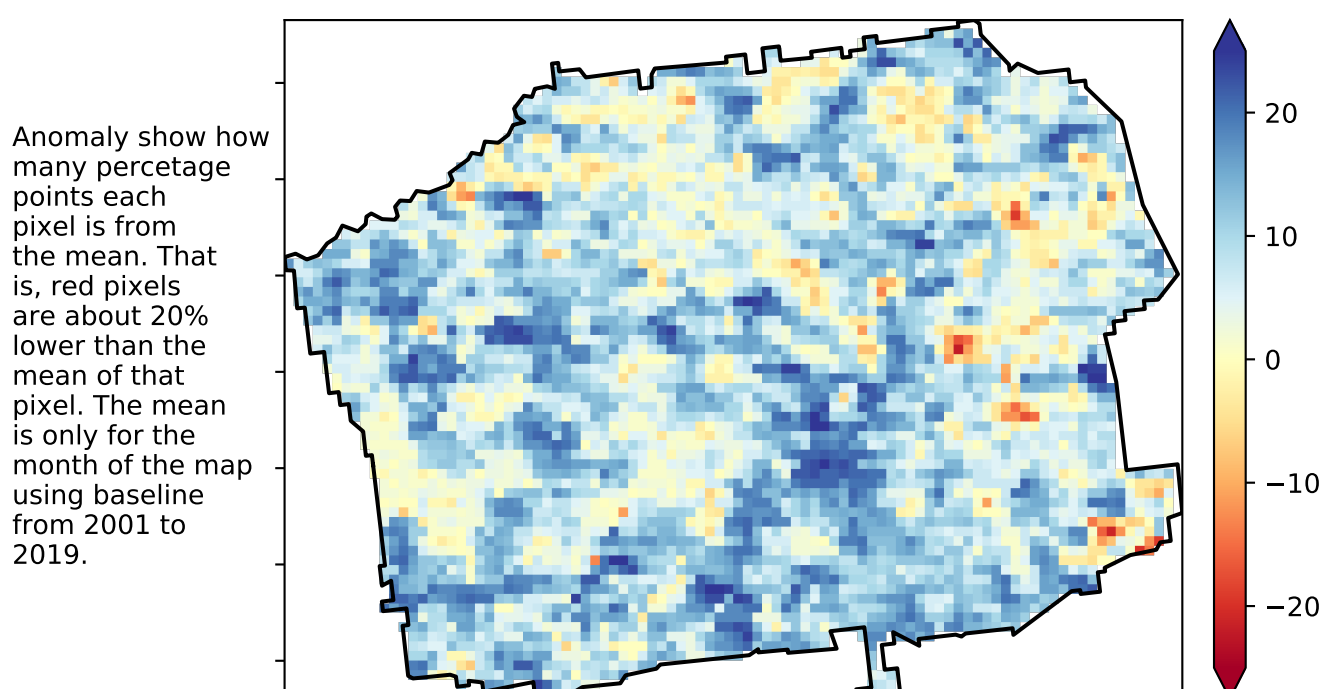 Anomaly show how
many percetage
points each
pixel is from
the mean. That
is, red pixels
are about 20%
lower than the
mean of that
pixel. The mean
is only for the
month of the map
using baseline
from 2001 to
2019.
20
10
0
−10
−20